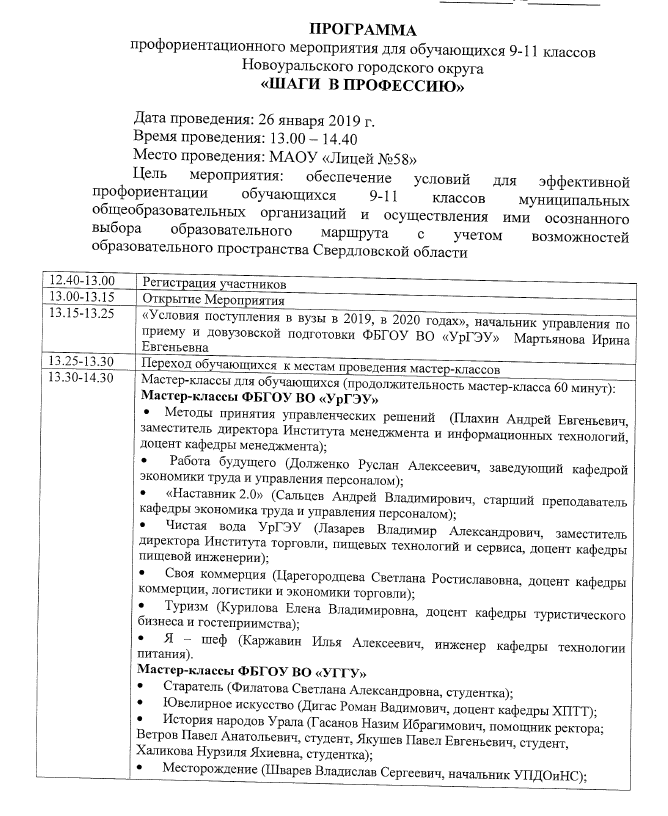 ПРОГРАММА
профориентационного мероприятия для обучающихся 9-11 классов
Новоуральского городского округа
«ШАГИ В ПРОФЕССИЮ»
Дата проведения: 26 января 2019 г.
Время проведения: 13.00 – 14.40
Место проведения: МАОУ «Лицей №58»
Цель мероприятия: обеспечение условий для эффективной
профориентации обучающихся 9-11 классов муниципальных
общеобразовательных организаций и осуществления ими осознанного
выбора образовательного маршрута с учетом возможностей
образовательного пространства Свердловской области
12.40-13.00 Регистрация участников
13.00-13.15 Открытие Мероприятия
13.15-13.25 «Условия поступления в вузы в 2019, в 2020 годах», начальник управления по
приему и довузовской подготовки ФБГОУ ВО «УрГЭУ» Мартьянова Ирина
Евгеньевна
13.25-13.30 Переход обучающихся к местам проведения мастер-классов
13.30-14.30 Мастер-классы для обучающихся (продолжительность мастер-класса 60 минут):
Мастер-классы ФБГОУ ВО «УрГЭУ»
• Методы принятия управленческих решений (Плахин Андрей Евгеньевич,
заместитель директора Института менеджмента и информационных технологий,
доцент кафедры менеджмента);
• Работа будущего (Долженко Руслан Алексеевич, заведующий кафедрой
экономики труда и управления персоналом);
• «Наставник 2.0» (Сальцев Андрей Владимирович, старший преподаватель
кафедры экономика труда и управления персоналом);
• Чистая вода УрГЭУ (Лазарев Владимир Александрович, заместитель
директора Института торговли, пищевых технологий и сервиса, доцент кафедры
пищевой инженерии);
• Своя коммерция (Царегородцева Светлана Ростиславовна, доцент кафедры
коммерции, логистики и экономики торговли);
• Туризм (Курилова Елена Владимировна, доцент кафедры туристического
бизнеса и гостеприимства);
• Я – шеф (Каржавин Илья Алексеевич, инженер кафедры технологии
питания).
Мастер-классы ФБГОУ ВО «УГГУ»
• Старатель (Филатова Светлана Александровна, студентка);
• Ювелирное искусство (Дигас Роман Вадимович, доцент кафедры ХПТТ);
• История народов Урала (Гасанов Назим Ибрагимович, помощник ректора;
Ветров Павел Анатольевич, студент, Якушев Павел Евгеньевич, студент,
Халикова Нурзиля Яхиевна, студентка);
• Месторождение (Шварев Владислав Сергеевич, начальник УПДОиНС);